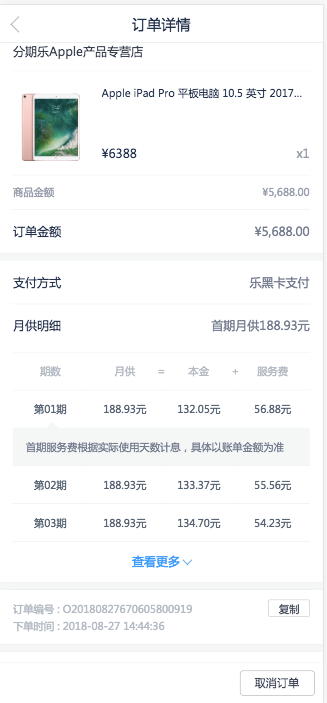 订单详情
分期乐Apple产品专营店
Apple iPad Pro 平板电脑 10.5 英寸 2017...
¥6388 x1
商品金额 ¥5,688.00
订单金额 ¥5,688.00
支付方式 乐黑卡支付
月供明细 首期月供188.93元
期数 月供 = 本金 + 服务费
第01期 188.93元 132.05元 56.88元
首期服务费根据实际使用天数计息，具体以账单金额为准
第02期 188.93元 133.37元 55.56元
第03期 188.93元 134.70元 54.23元
查看更多
订单编号 : O20180827670605800919 复制
下单时间 : 2018-08-27 14:44:36
取消订单